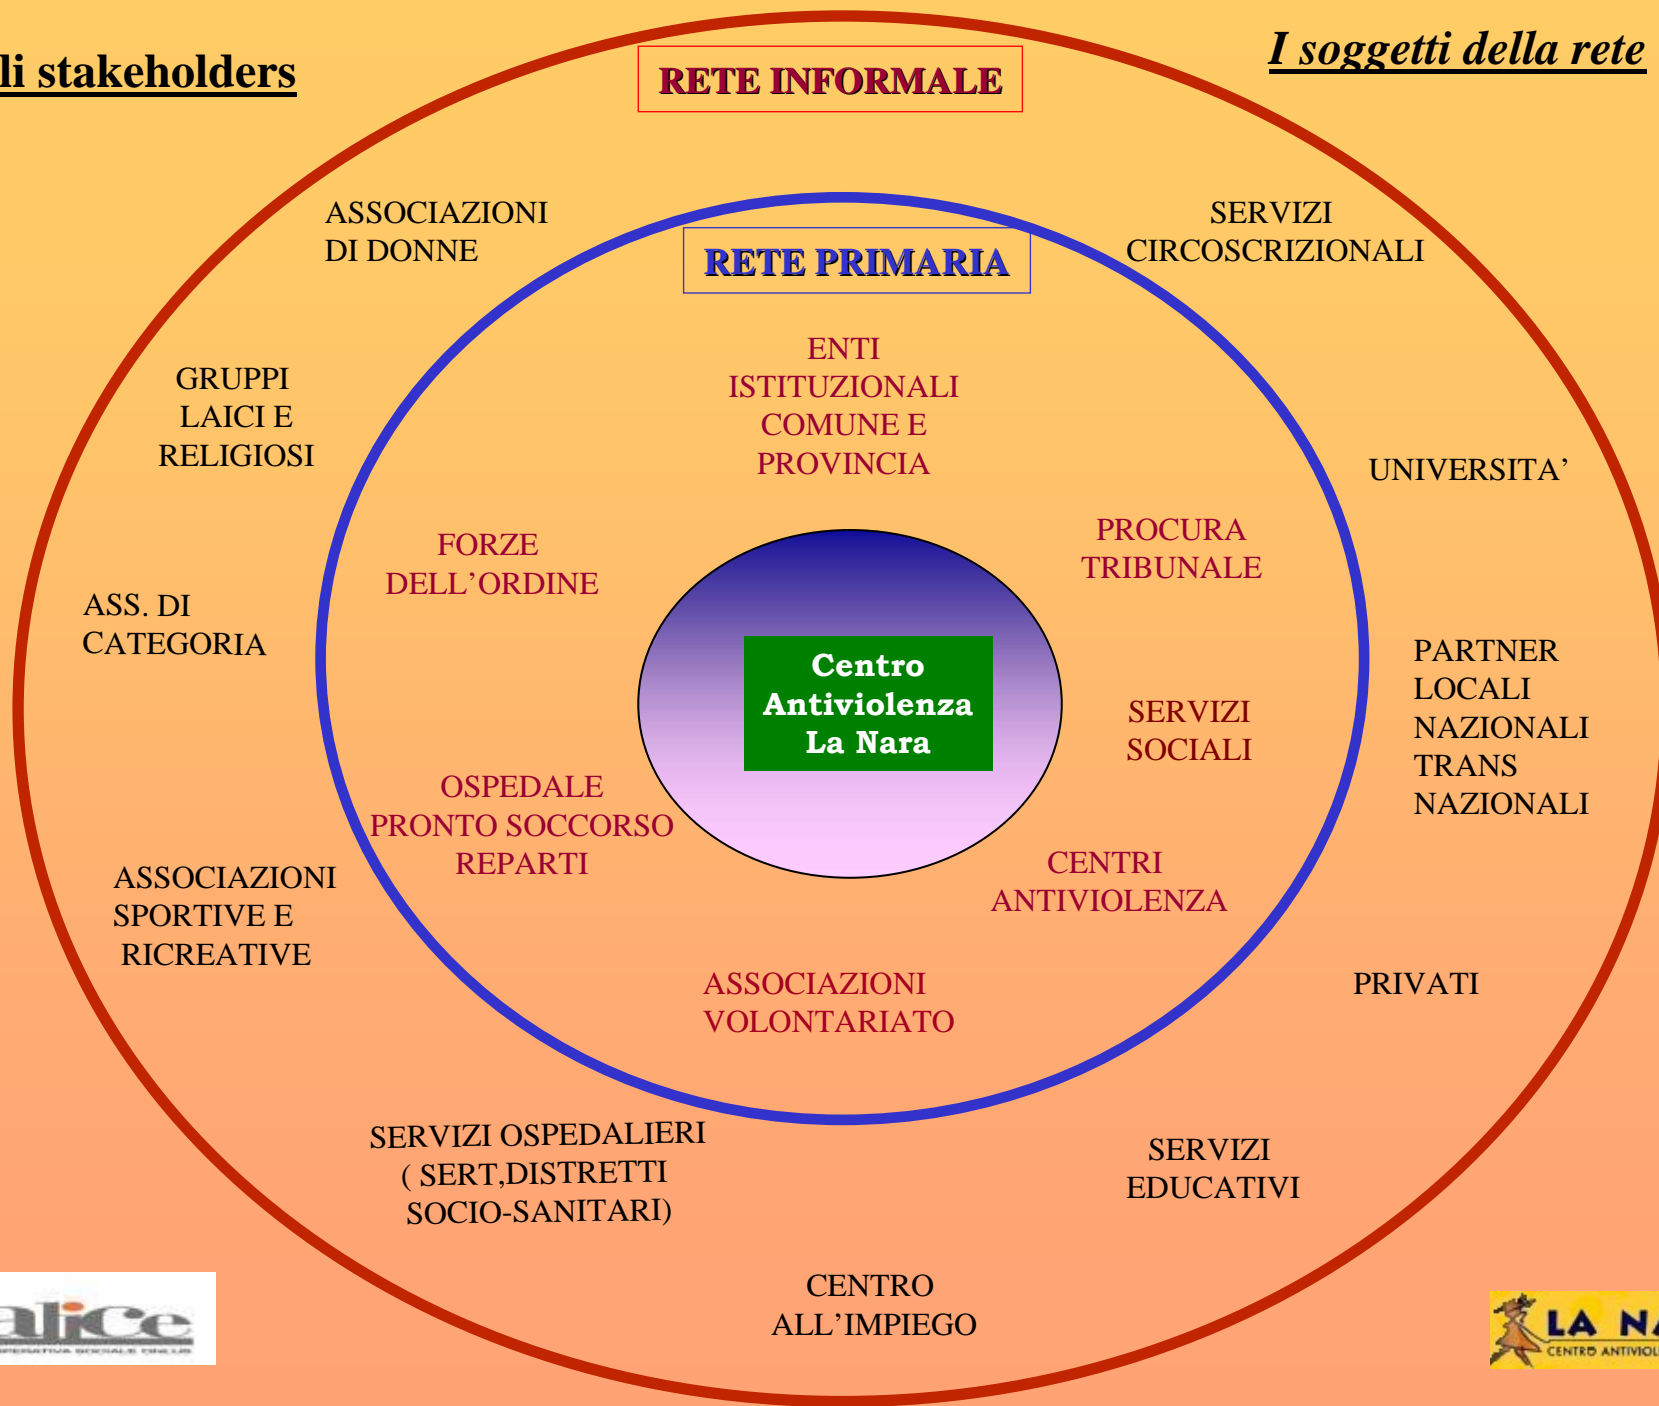 li stakeholders
I soggetti della rete
RETE INFORMALE
ASSOCIAZIONI
DI DONNE
SERVIZI
CIRCOSCRIZIONALI
RETE PRIMARIA
ENTI
ISTITUZIONALI
COMUNE E
PROVINCIA
GRUPPI
LAICI E
RELIGIOSI
UNIVERSITA’
FORZE
DELL’ORDINE
PROCURA
TRIBUNALE
ASS. DI
CATEGORIA
Centro
Antiviolenza
La Nara
PARTNER
LOCALI
NAZIONALI
TRANS
NAZIONALI
SERVIZI
SOCIALI
OSPEDALE
PRONTO SOCCORSO
REPARTI
CENTRI
ANTIVIOLENZA
ASSOCIAZIONI
SPORTIVE E
RICREATIVE
ASSOCIAZIONI
VOLONTARIATO
PRIVATI
SERVIZI OSPEDALIERI
( SERT,DISTRETTI
SOCIO-SANITARI)
SERVIZI
EDUCATIVI
CENTRO
ALL’IMPIEGO
alice
OPERATIVA SOCIALE ONLUS
LA NA
CENTRO ANTIVIOL